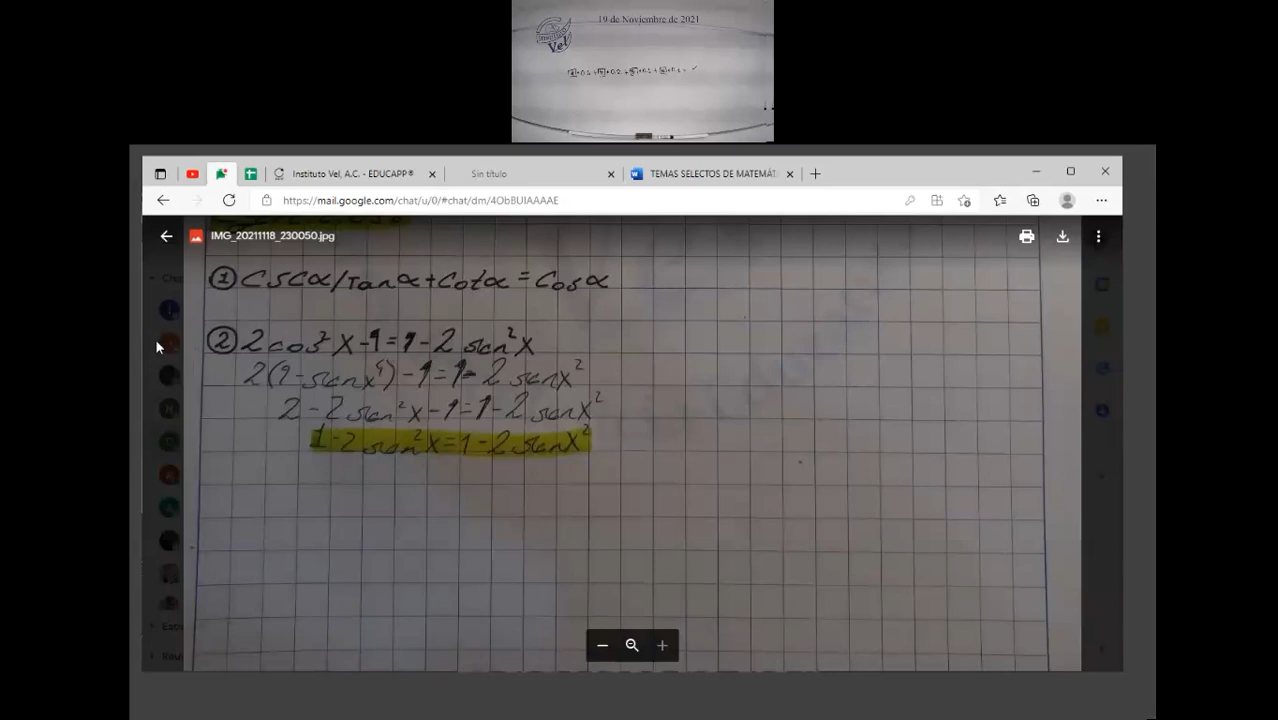 19 de Noviembre de 2021
Vel
Instituto Vel, A.C. - EDUCAPP®
Sin título
TEMAS SELECTOS DE MATEMÁT
https://mail.google.com/chat/u/0/#chat/dm/4ObBUIAAAAE
IMG_20211118_230050.jpg
① CSCα/Tanα+Cotα=Cosα
② 2cos²x-1=1-2sen²x
2(1-senx²)-1=1-2senx²
2-2sen²x-1=1-2senx²
1-2sen²x=1-2senx²